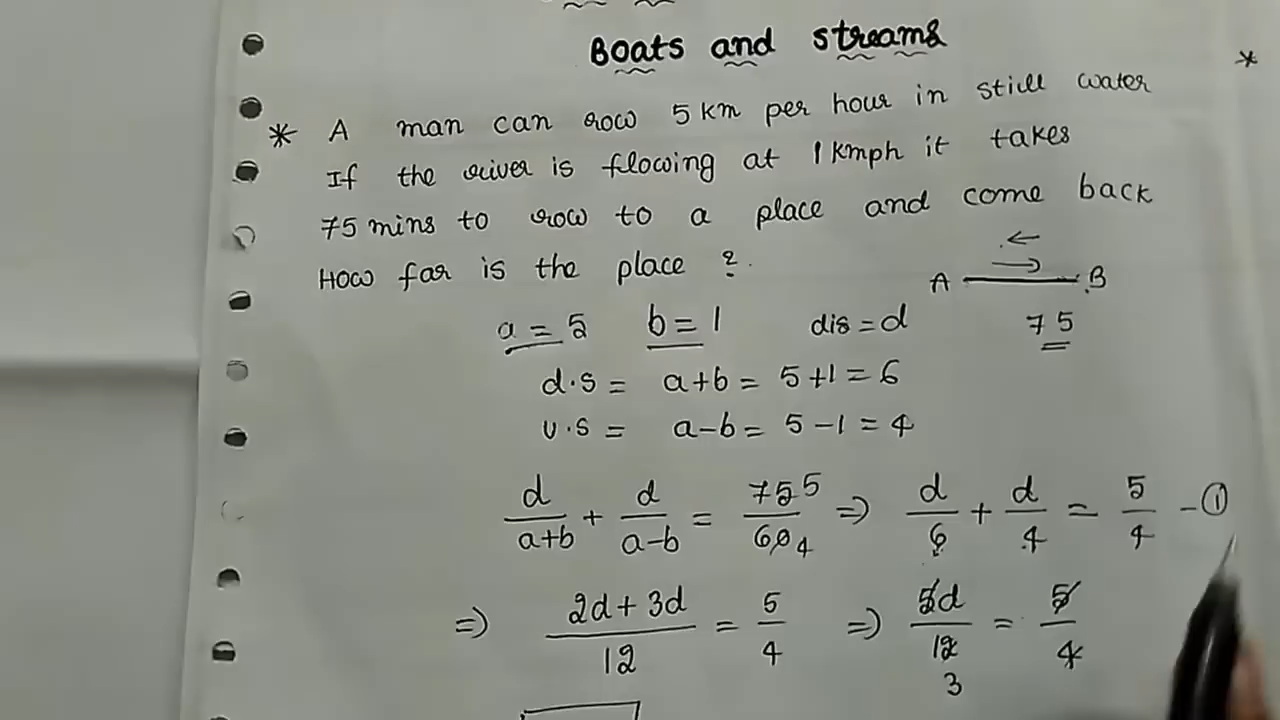 Boats and streams
*
* A man can row 5 km per hour in still water
If the river is flowing at 1 kmph it takes
75 mins to row to a place and come back
How far is the place ?
← →
A B
a = 5 b = 1 dis = d 75
d.s = a+b = 5+1 = 6
U.S = a-b = 5-1 = 4
d/(a+b) + d/(a-b) = 75 5/60 4 => d/6 + d/4 = 5/4 - ①
=> (2d+3d)/12 = 5/4 => 5d/12 = 5/4
3